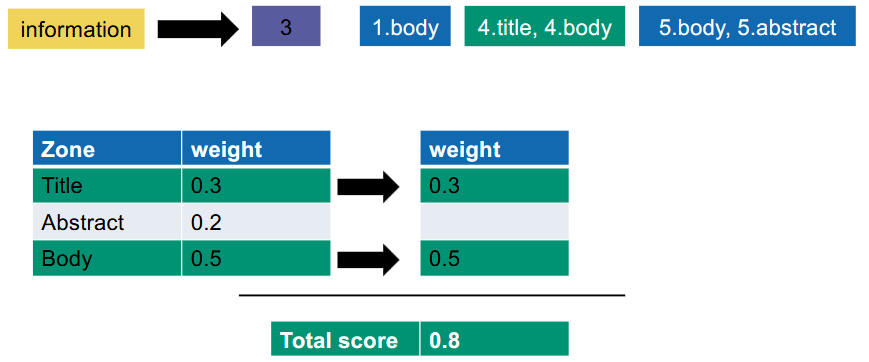 information 3 1.body 4.title, 4.body 5.body, 5.abstract
Zone weight weight
Title 0.3 0.3
Abstract 0.2
Body 0.5 0.5
Total score 0.8